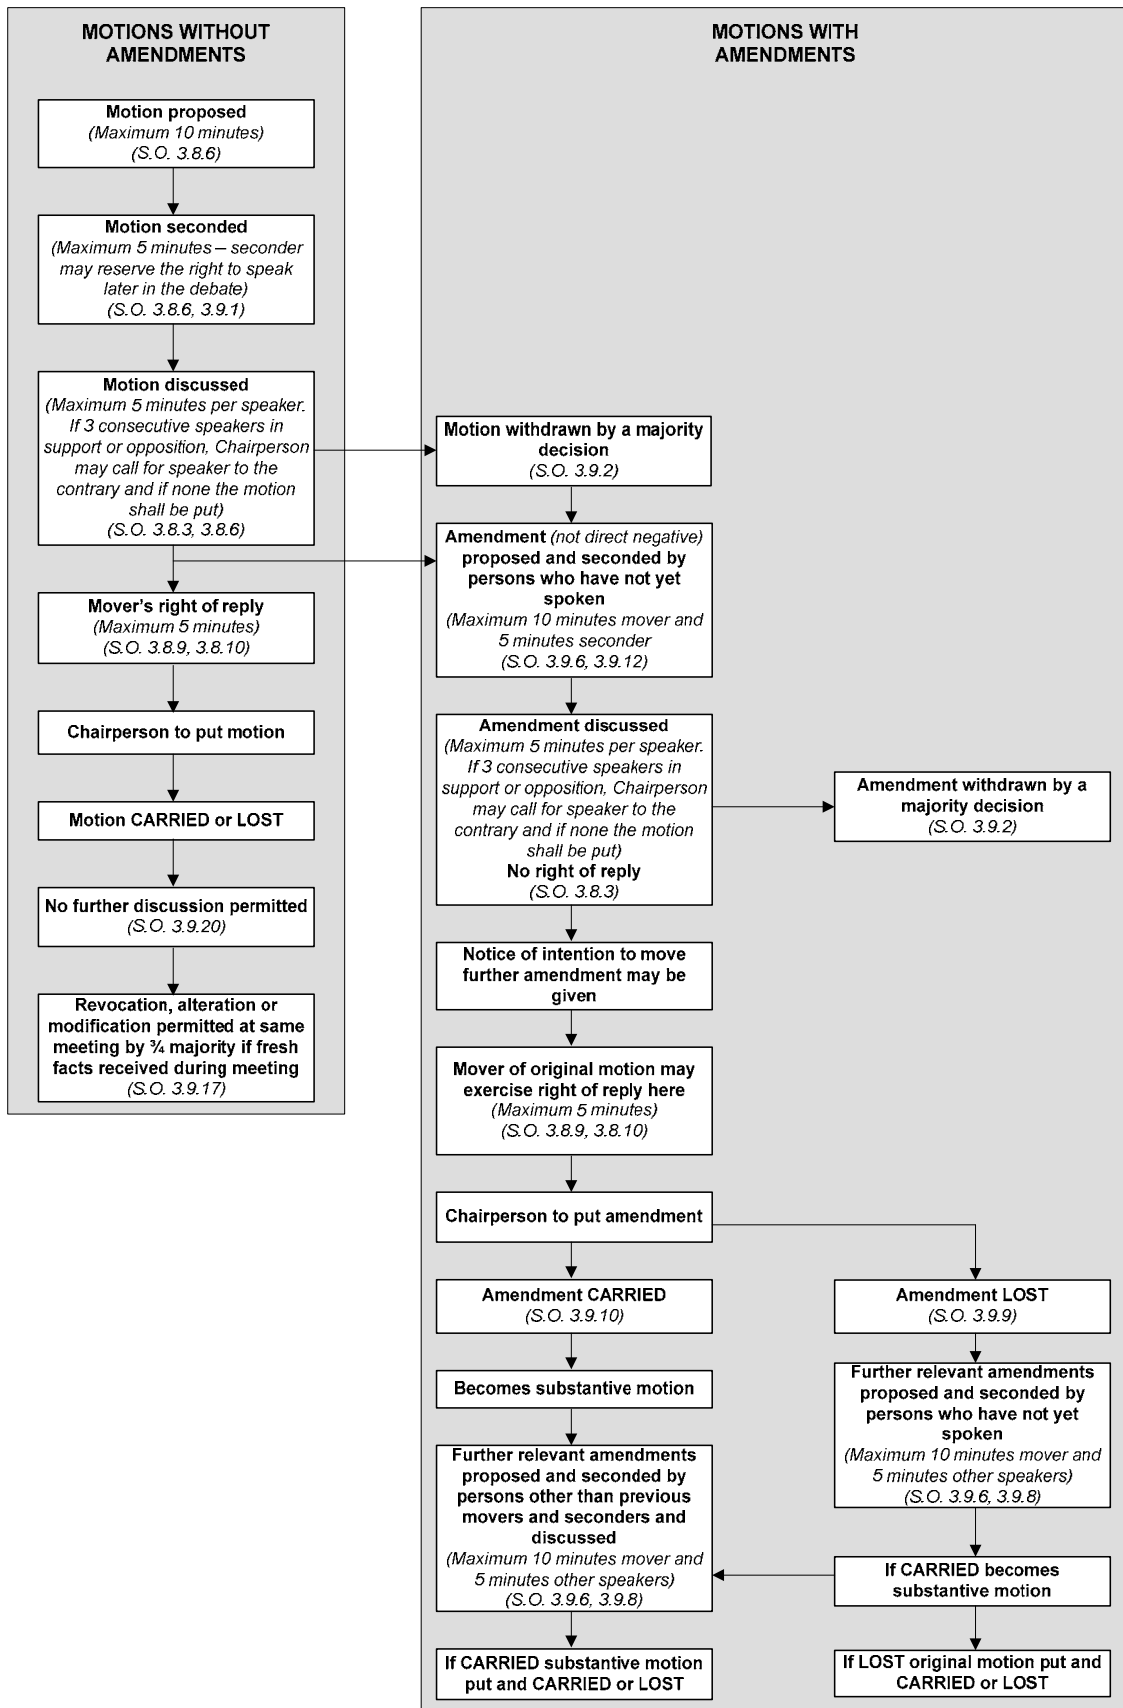 MOTIONS WITHOUT
AMENDMENTS
Motion proposed
(Maximum 10 minutes)
(S.O. 3.8.6)
Motion seconded
(Maximum 5 minutes – seconder
may reserve the right to speak
later in the debate)
(S.O. 3.8.6, 3.9.1)
Motion discussed
(Maximum 5 minutes per speaker.
If 3 consecutive speakers in
support or opposition, Chairperson
may call for speaker to the
contrary and if none the motion
shall be put)
(S.O. 3.8.3, 3.8.6)
Mover's right of reply
(Maximum 5 minutes)
(S.O. 3.8.9, 3.8.10)
Chairperson to put motion
Motion CARRIED or LOST
No further discussion permitted
(S.O. 3.9.20)
Revocation, alteration or
modification permitted at same
meeting by ¾ majority if fresh
facts received during meeting
(S.O. 3.9.17)
MOTIONS WITH
AMENDMENTS
Motion withdrawn by a majority
decision
(S.O. 3.9.2)
Amendment (not direct negative)
proposed and seconded by
persons who have not yet
spoken
(Maximum 10 minutes mover and
5 minutes seconder
(S.O. 3.9.6, 3.9.12)
Amendment discussed
(Maximum 5 minutes per speaker.
If 3 consecutive speakers in
support or opposition, Chairperson
may call for speaker to the
contrary and if none the motion
shall be put)
No right of reply
(S.O. 3.8.3)
Amendment withdrawn by a
majority decision
(S.O. 3.9.2)
Notice of intention to move
further amendment may be
given
Mover of original motion may
exercise right of reply here
(Maximum 5 minutes)
(S.O. 3.8.9, 3.8.10)
Chairperson to put amendment
Amendment CARRIED
(S.O. 3.9.10)
Becomes substantive motion
Further relevant amendments
proposed and seconded by
persons other than previous
movers and seconders and
discussed
(Maximum 10 minutes mover and
5 minutes other speakers)
(S.O. 3.9.6, 3.9.8)
If CARRIED substantive motion
put and CARRIED or LOST
Amendment LOST
(S.O. 3.9.9)
Further relevant amendments
proposed and seconded by
persons who have not yet
spoken
(Maximum 10 minutes mover and
5 minutes other speakers)
(S.O. 3.9.6, 3.9.8)
If CARRIED becomes
substantive motion
If LOST original motion put and
CARRIED or LOST